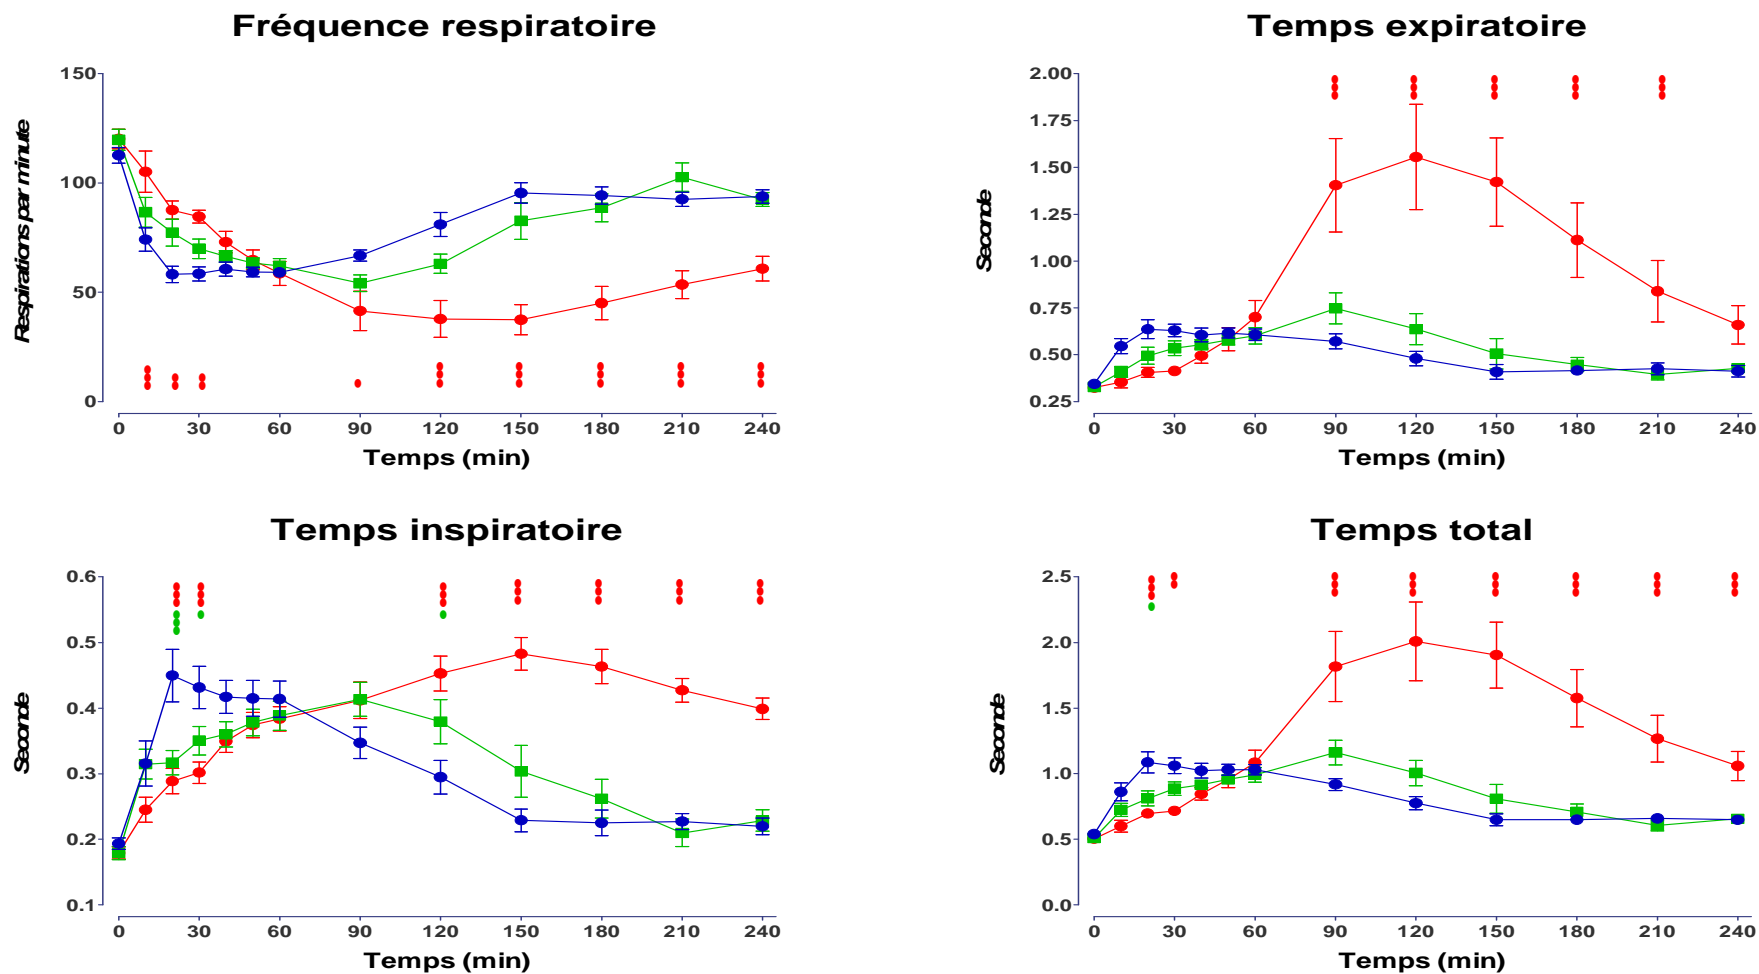 Fréquence respiratoire
Respirations par minute
150
100
50
0
0 30 60 90 120 150 180 210 240
Temps (min)
Temps expiratoire
Seconde
2.00
1.75
1.50
1.25
1.00
0.75
0.50
0.25
0 30 60 90 120 150 180 210 240
Temps (min)
Temps inspiratoire
Seconde
0.6
0.5
0.4
0.3
0.2
0.1
0 30 60 90 120 150 180 210 240
Temps (min)
Temps total
Seconde
2.5
2.0
1.5
1.0
0.5
0.0
0 30 60 90 120 150 180 210 240
Temps (min)